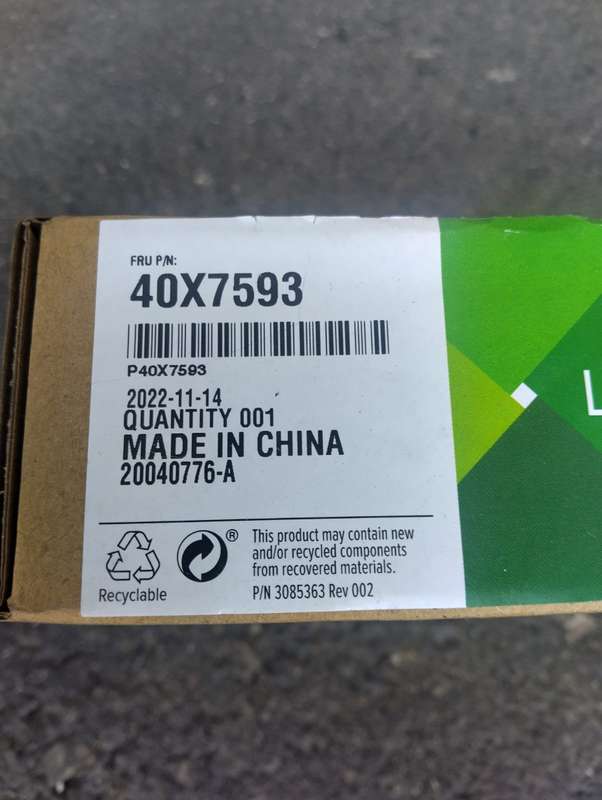 FRU P/N:
40X7593
P40X7593
2022-11-14
QUANTITY 001
MADE IN CHINA
20040776-A
Recyclable
®
This product may contain new
and/or recycled components
from recovered materials.
P/N 3085363 Rev 002
L